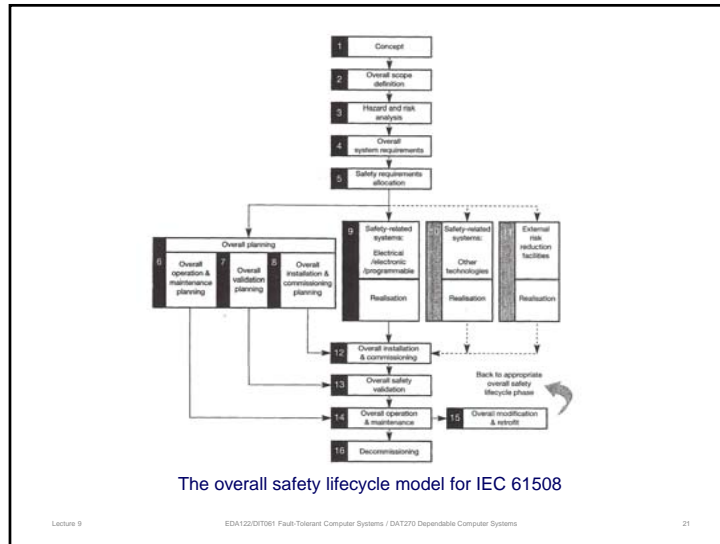 1 Concept
2 Overall scope
definition
3 Hazard and risk
analysis
4 Overall
system requirements
5 Safety requirements
allocation
Overall planning
6 Overall
operation &
maintenance
planning
7 Overall
validation
planning
8 Overall
installation &
commissioning
planning
9 Safety-related
systems:
Electrical
/electronic
/programmable
Realisation
10 Safety-related
systems:
Other
technologies
Realisation
11 External
risk
reduction
facilities
Realisation
12 Overall installation
& commissioning
13 Overall safety
validation
Back to appropriate
overall safety
lifecycle phase
14 Overall operation
& maintenance
15 Overall modification
& retrofit
16 Decommissioning
The overall safety lifecycle model for IEC 61508
Lecture 9
EDA122/DIT061 Fault-Tolerant Computer Systems / DAT270 Dependable Computer Systems
21